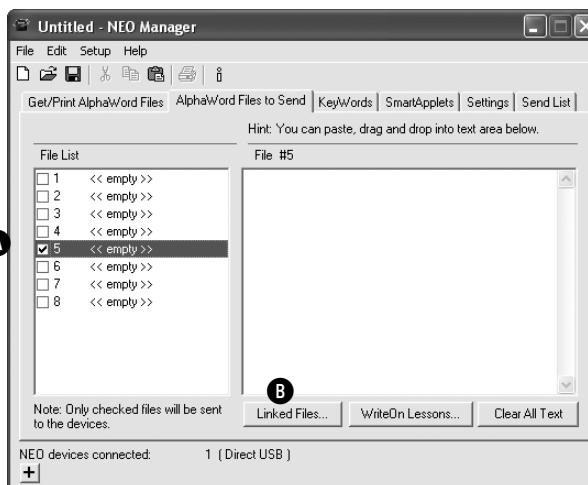 Untitled - NEO Manager
File Edit Setup Help
Get/Print AlphaWord Files AlphaWord Files to Send KeyWords SmartApplets Settings Send List
Hint: You can paste, drag and drop into text area below.
File List File #5
1 << empty >>
2 << empty >>
3 << empty >>
4 << empty >>
A
5 << empty >>
6 << empty >>
7 << empty >>
8 << empty >>
B
Note: Only checked files will be sent
to the devices.
Linked Files... WriteOn Lessons... Clear All Text
NEO devices connected: 1 ( Direct USB )